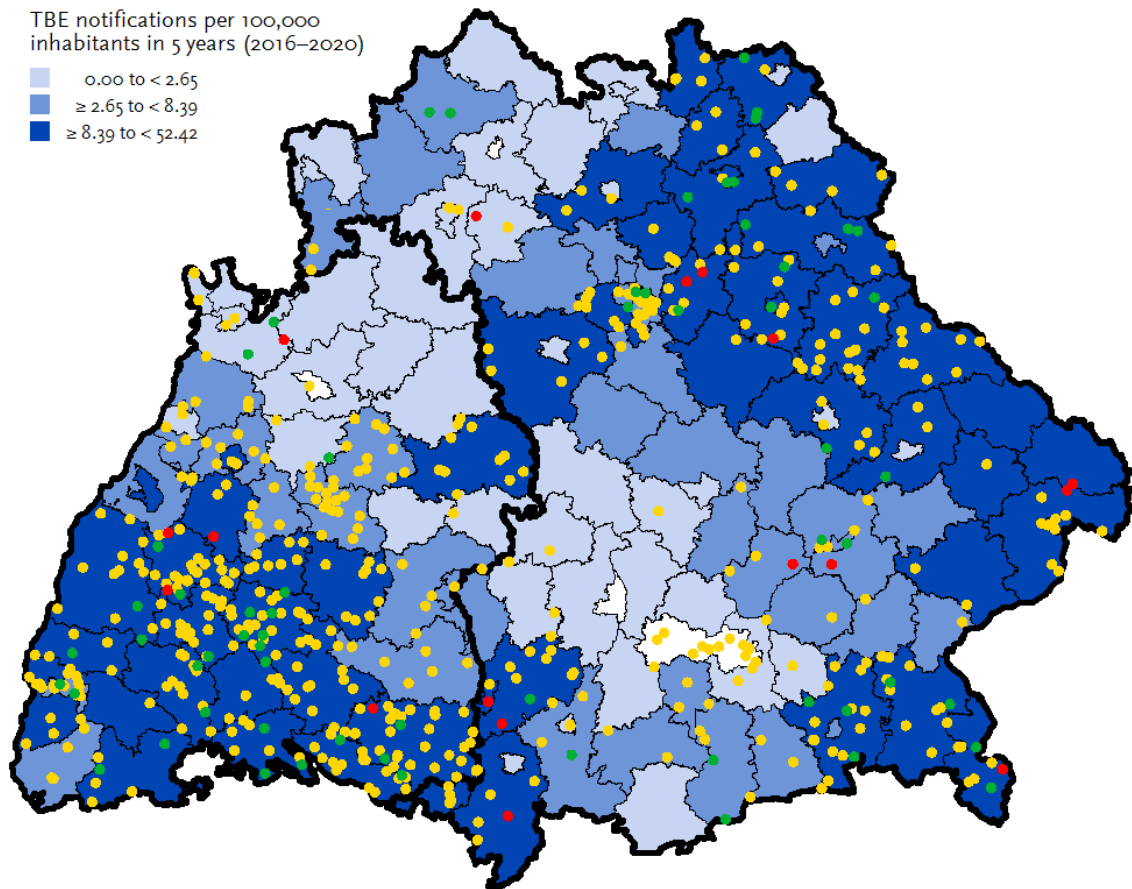 TBE notifications per 100,000
inhabitants in 5 years (2016–2020)
0.00 to < 2.65
≥ 2.65 to < 8.39
≥ 8.39 to < 52.42